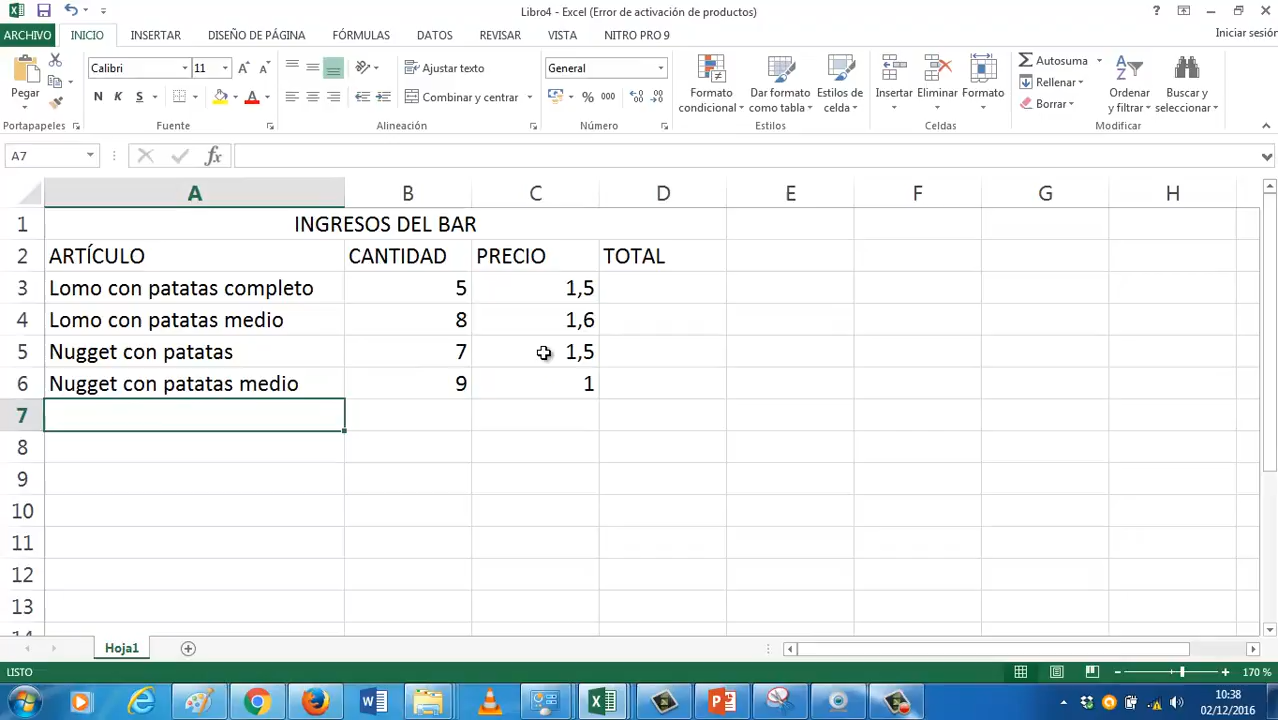 Libro4 - Excel (Error de activación de productos)
ARCHIVO INICIO INSERTAR DISEÑO DE PÁGINA FÓRMULAS DATOS REVISAR VISTA NITRO PRO 9 Iniciar sesión
Pegar
Portapapeles
Calibri 11
N K S
Fuente
Ajustar texto
Combinar y centrar
Alineación
General
% 000
Número
Formato condicional
Dar formato como tabla
Estilos de celda
Estilos
Insertar
Eliminar
Formato
Celdas
Autosuma
Rellenar
Borrar
Ordenar y filtrar
Buscar y seleccionar
Modificar
A7 fx
A B C D E F G H
1 INGRESOS DEL BAR
2 ARTÍCULO CANTIDAD PRECIO TOTAL
3 Lomo con patatas completo 5 1,5
4 Lomo con patatas medio 8 1,6
5 Nugget con patatas 7 1,5
6 Nugget con patatas medio 9 1
7
8
9
10
11
12
13
Hoja1
LISTO 170 %
10:38
02/12/2016